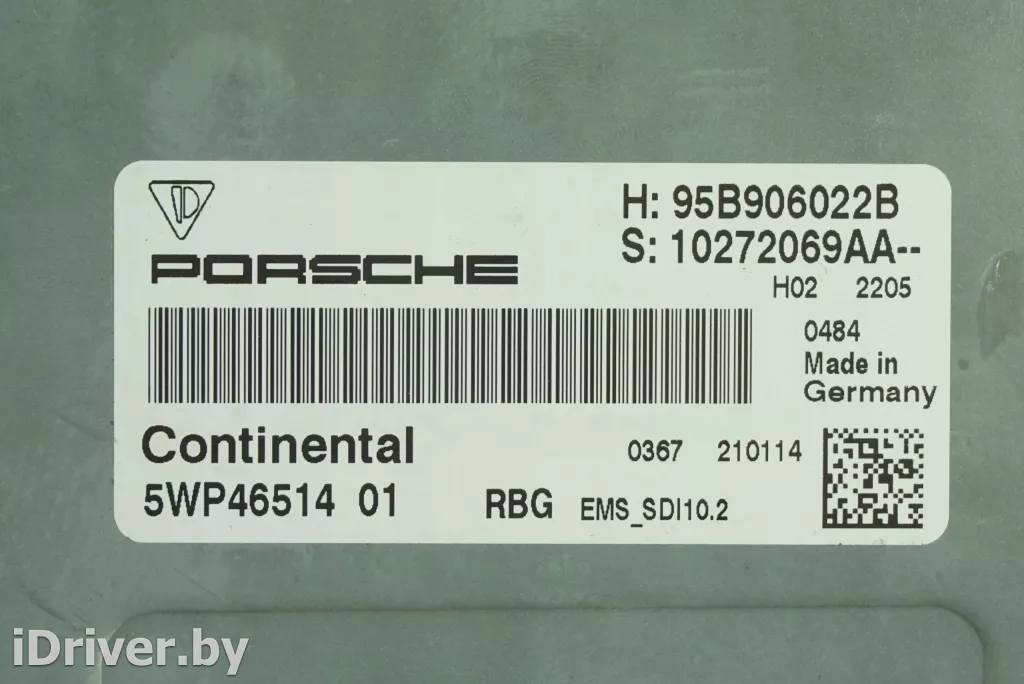 PORSCHE
H: 95B906022B
S: 10272069AA--
H02 2205
0484
Made in
Germany
Continental
0367 210114
5WP46514 01 RBG EMS_SDI10.2
iDriver.by